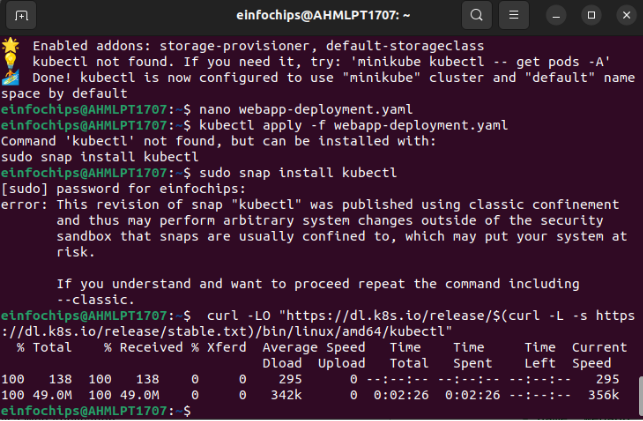 einfochips@AHMLPT1707: ~
Enabled addons: storage-provisioner, default-storageclass
kubectl not found. If you need it, try: 'minikube kubectl -- get pods -A'
Done! kubectl is now configured to use "minikube" cluster and "default" name
space by default
einfochips@AHMLPT1707:~$ nano webapp-deployment.yaml
einfochips@AHMLPT1707:~$ kubectl apply -f webapp-deployment.yaml
Command 'kubectl' not found, but can be installed with:
sudo snap install kubectl
einfochips@AHMLPT1707:~$ sudo snap install kubectl
[sudo] password for einfochips:
error: This revision of snap "kubectl" was published using classic confinement
and thus may perform arbitrary system changes outside of the security
sandbox that snaps are usually confined to, which may put your system at
risk.
If you understand and want to proceed repeat the command including
--classic.
einfochips@AHMLPT1707:~$  curl -LO "https://dl.k8s.io/release/$(curl -L -s https
://dl.k8s.io/release/stable.txt)/bin/linux/amd64/kubectl"
% Total    % Received % Xferd  Average Speed   Time    Time     Time  Current
Dload  Upload   Total   Spent    Left  Speed
100   138  100   138    0     0    295      0 --:--:-- --:--:-- --:--:--   295
100 49.0M  100 49.0M    0     0   342k      0  0:02:26  0:02:26 --:--:--  356k
einfochips@AHMLPT1707:~$